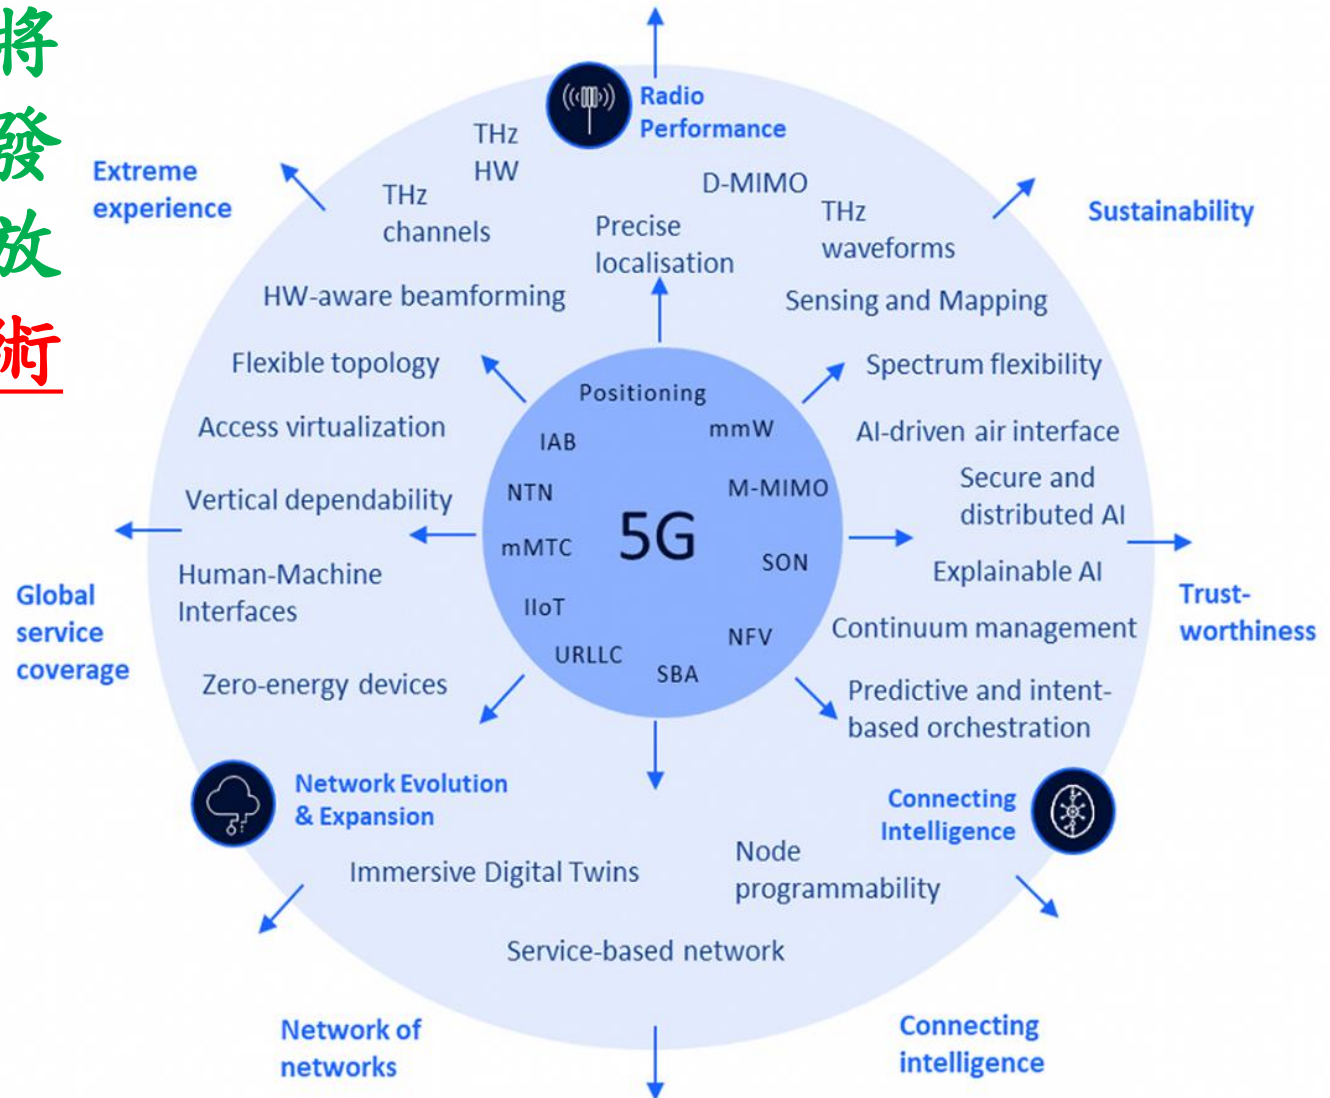 將
發
放
術
Radio
Performance
THz
HW
Extreme
experience
D-MIMO
THz
channels
THz
waveforms
Sustainability
Precise
localisation
HW-aware beamforming
Sensing and Mapping
Flexible topology
Spectrum flexibility
Positioning
Access virtualization
mmW
AI-driven air interface
IAB
Vertical dependability
NTN
M-MIMO
Secure and
distributed AI
5G
mMTC
SON
Human-Machine
Interfaces
Explainable AI
Global
service
coverage
IIoT
Trust-
worthiness
NFV
Continuum management
URLLC
SBA
Zero-energy devices
Predictive and intent-
based orchestration
Network Evolution
& Expansion
Connecting
Intelligence
Immersive Digital Twins
Node
programmability
Service-based network
Network of
networks
Connecting
intelligence